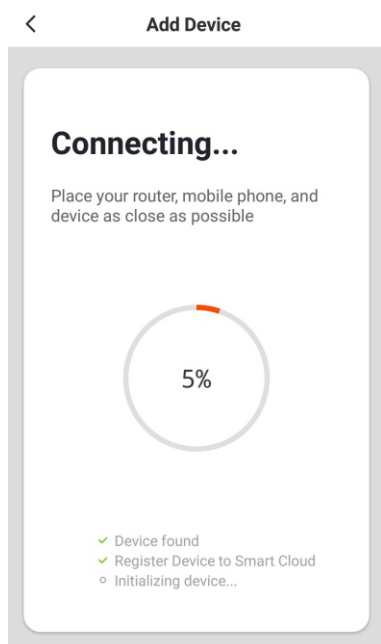 Add Device
Connecting...
Place your router, mobile phone, and
device as close as possible
5%
Device found
Register Device to Smart Cloud
Initializing device...